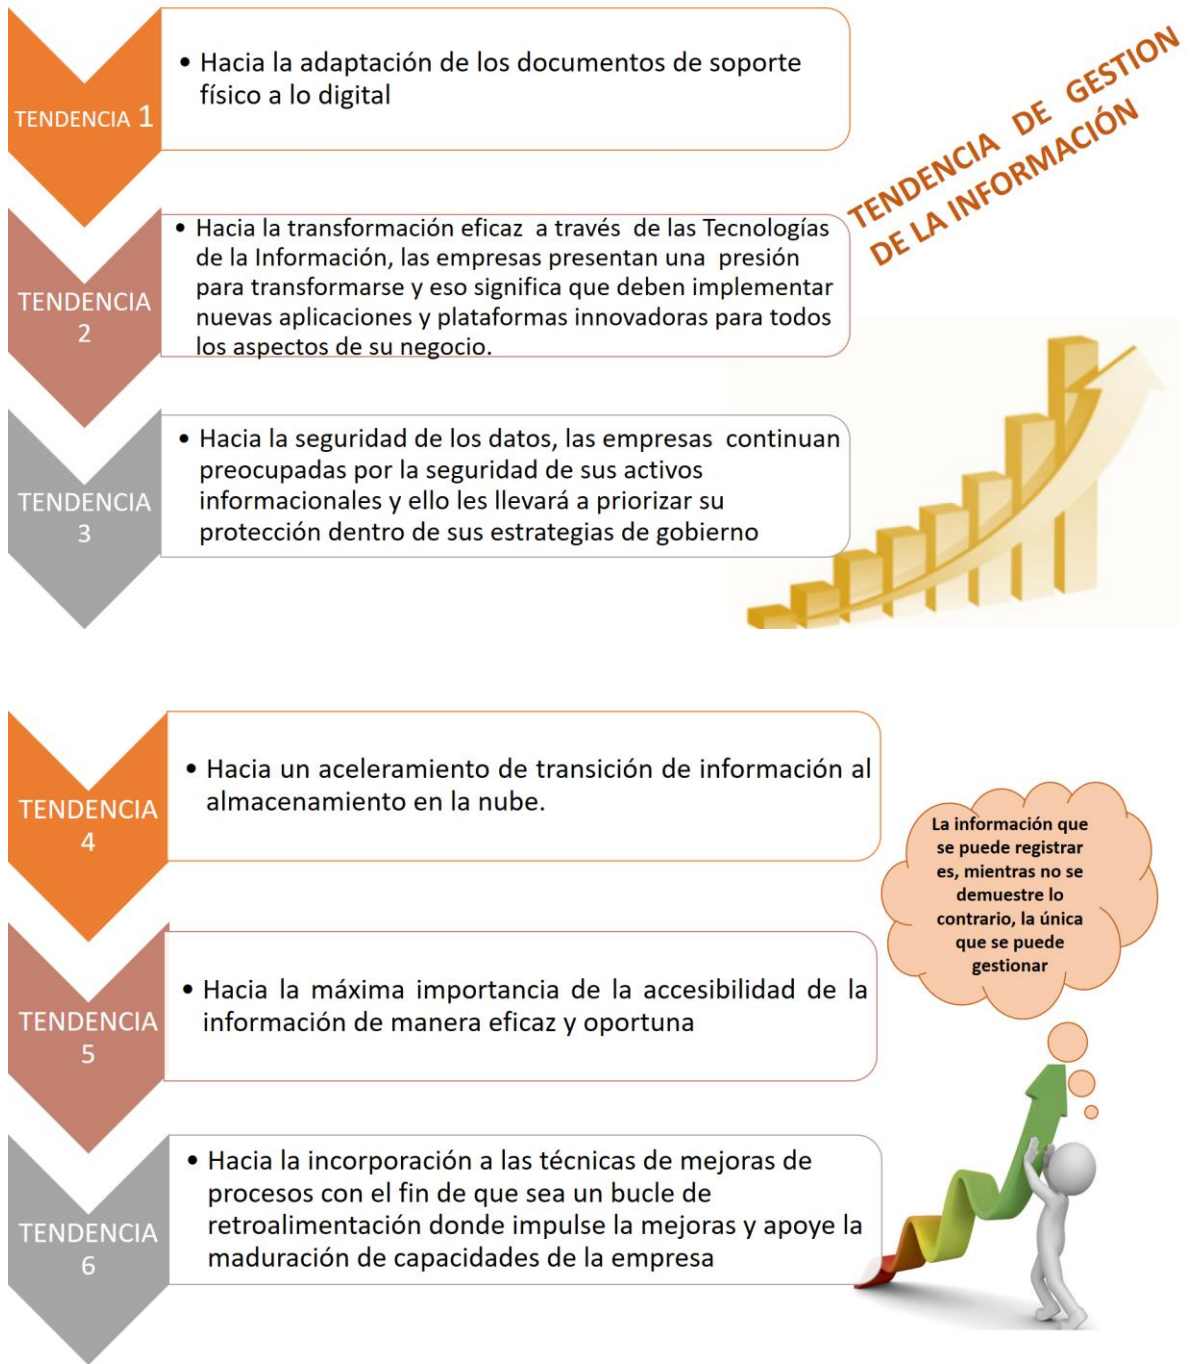 TENDENCIA DE GESTION
DE LA INFORMACIÓN
TENDENCIA 1
• Hacia la adaptación de los documentos de soporte
físico a lo digital
TENDENCIA
2
• Hacia la transformación eficaz a través de las Tecnologías
de la Información, las empresas presentan una presión
para transformarse y eso significa que deben implementar
nuevas aplicaciones y plataformas innovadoras para todos
los aspectos de su negocio.
TENDENCIA
3
• Hacia la seguridad de los datos, las empresas continuan
preocupadas por la seguridad de sus activos
informacionales y ello les llevará a priorizar su
protección dentro de sus estrategias de gobierno
TENDENCIA
4
• Hacia un aceleramiento de transición de información al
almacenamiento en la nube.
La información que
se puede registrar
es, mientras no se
demuestre lo
contrario, la única
que se puede
gestionar
TENDENCIA
5
• Hacia la máxima importancia de la accesibilidad de la
información de manera eficaz y oportuna
TENDENCIA
6
• Hacia la incorporación a las técnicas de mejoras de
procesos con el fin de que sea un bucle de
retroalimentación donde impulse la mejoras y apoye la
maduración de capacidades de la empresa